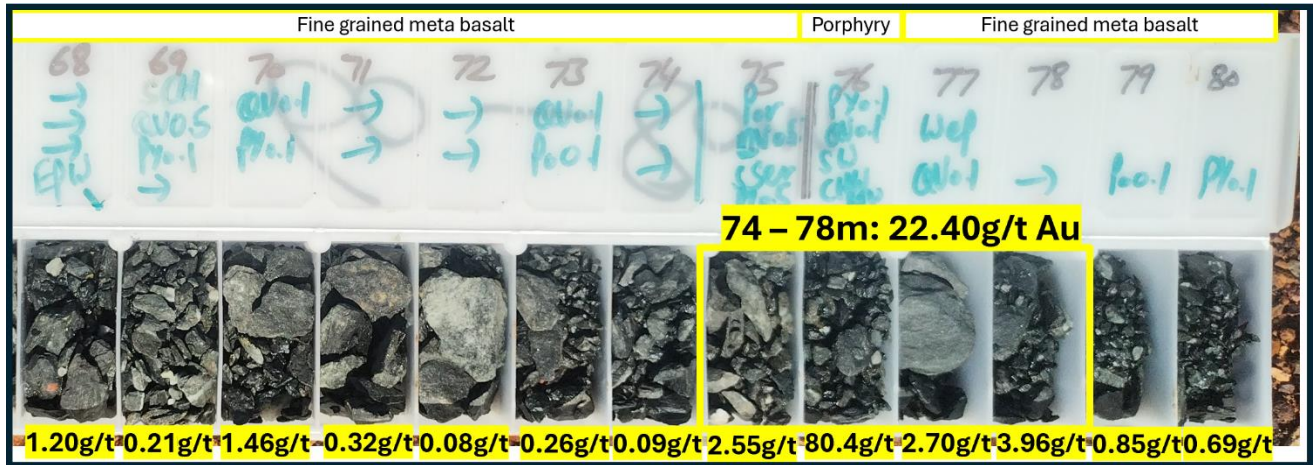 Fine grained meta basalt Porphyry Fine grained meta basalt
68 69 70 71 72 73 74 75 76 77 78 79 80
→ SCH QV0.1 → → QV0.1 → Por PY0.1 WEP
→ QV0.5 QV0.5 QV0.1
→ PY0.1 PY0.1 → → Po0.1 → QV0.1 → Po0.1 PY0.1
EPW →
74 – 78m: 22.40g/t Au
1.20g/t 0.21g/t 1.46g/t 0.32g/t 0.08g/t 0.26g/t 0.09g/t 2.55g/t 80.4g/t 2.70g/t 3.96g/t 0.85g/t 0.69g/t